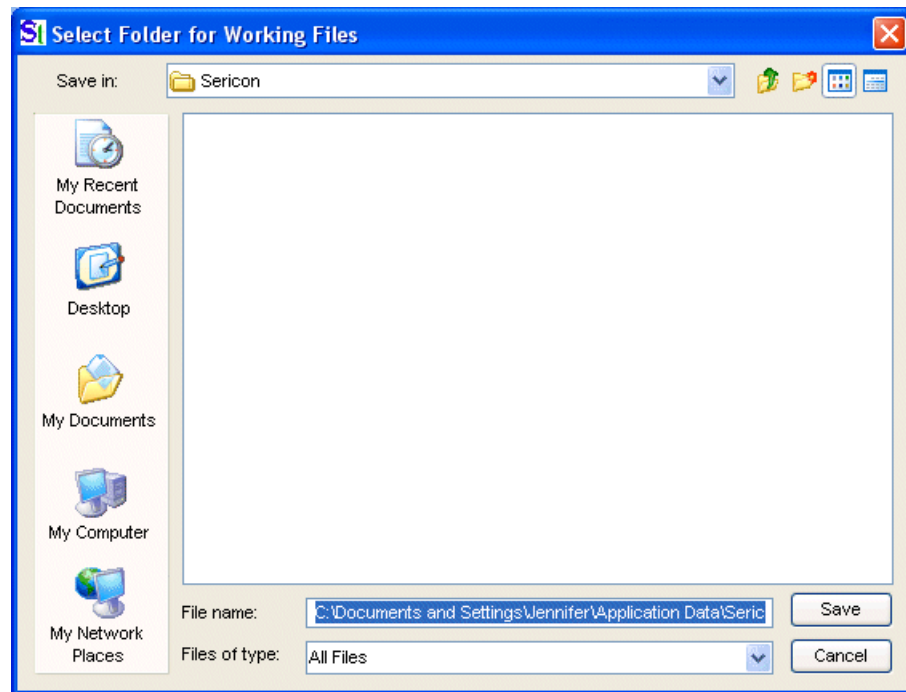 Select Folder for Working Files
Save in:
Sericon
My Recent
Documents
Desktop
My Documents
My Computer
My Network
Places
File name:
C:\Documents and Settings\Jennifer\Application Data\Seric
Save
Files of type:
All Files
Cancel